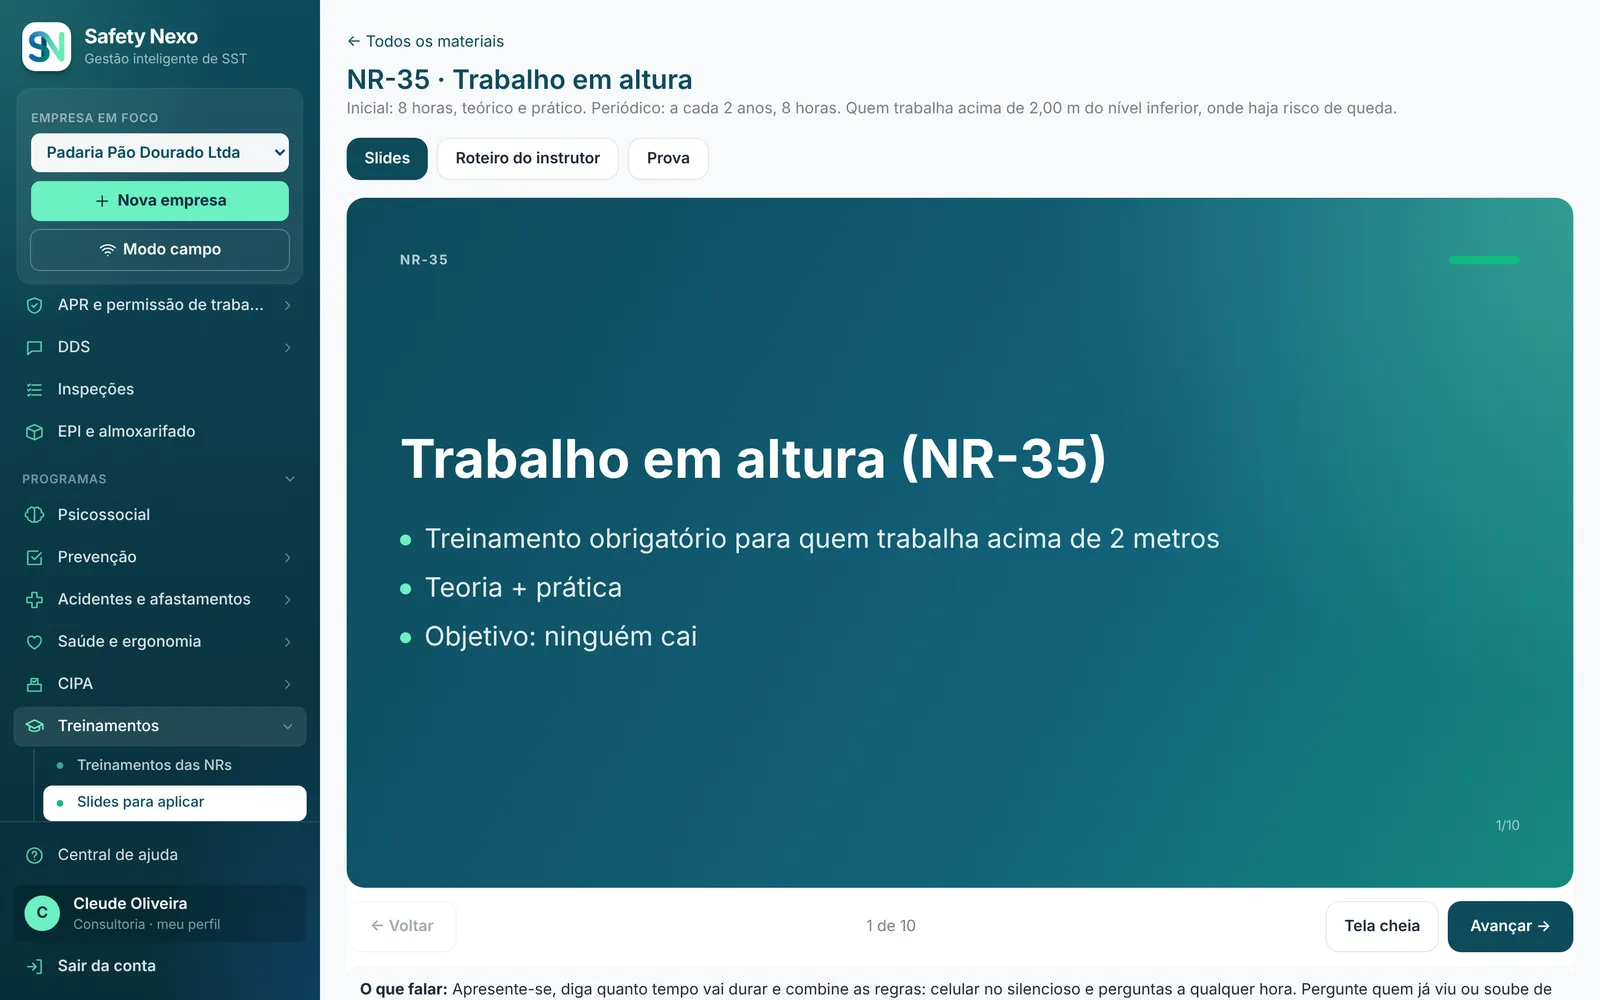 Safety Nexo
Gestão inteligente de SST
EMPRESA EM FOCO
Padaria Pão Dourado Ltda
+ Nova empresa
Modo campo
APR e permissão de traba...
DDS
Inspeções
EPI e almoxarifado
PROGRAMAS
Psicossocial
Prevenção
Acidentes e afastamentos
Saúde e ergonomia
CIPA
Treinamentos
Treinamentos das NRs
Slides para aplicar
Central de ajuda
C
Cleude Oliveira
Consultoria · meu perfil
Sair da conta
← Todos os materiais
NR-35 · Trabalho em altura
Inicial: 8 horas, teórico e prático. Periódico: a cada 2 anos, 8 horas. Quem trabalha acima de 2,00 m do nível inferior, onde haja risco de queda.
Slides
Roteiro do instrutor
Prova
NR-35
Trabalho em altura (NR-35)
• Treinamento obrigatório para quem trabalha acima de 2 metros
• Teoria + prática
• Objetivo: ninguém cai
1/10
← Voltar
1 de 10
Tela cheia
Avançar →
O que falar: Apresente-se, diga quanto tempo vai durar e combine as regras: celular no silencioso e perguntas a qualquer hora. Pergunte quem já viu ou soube de